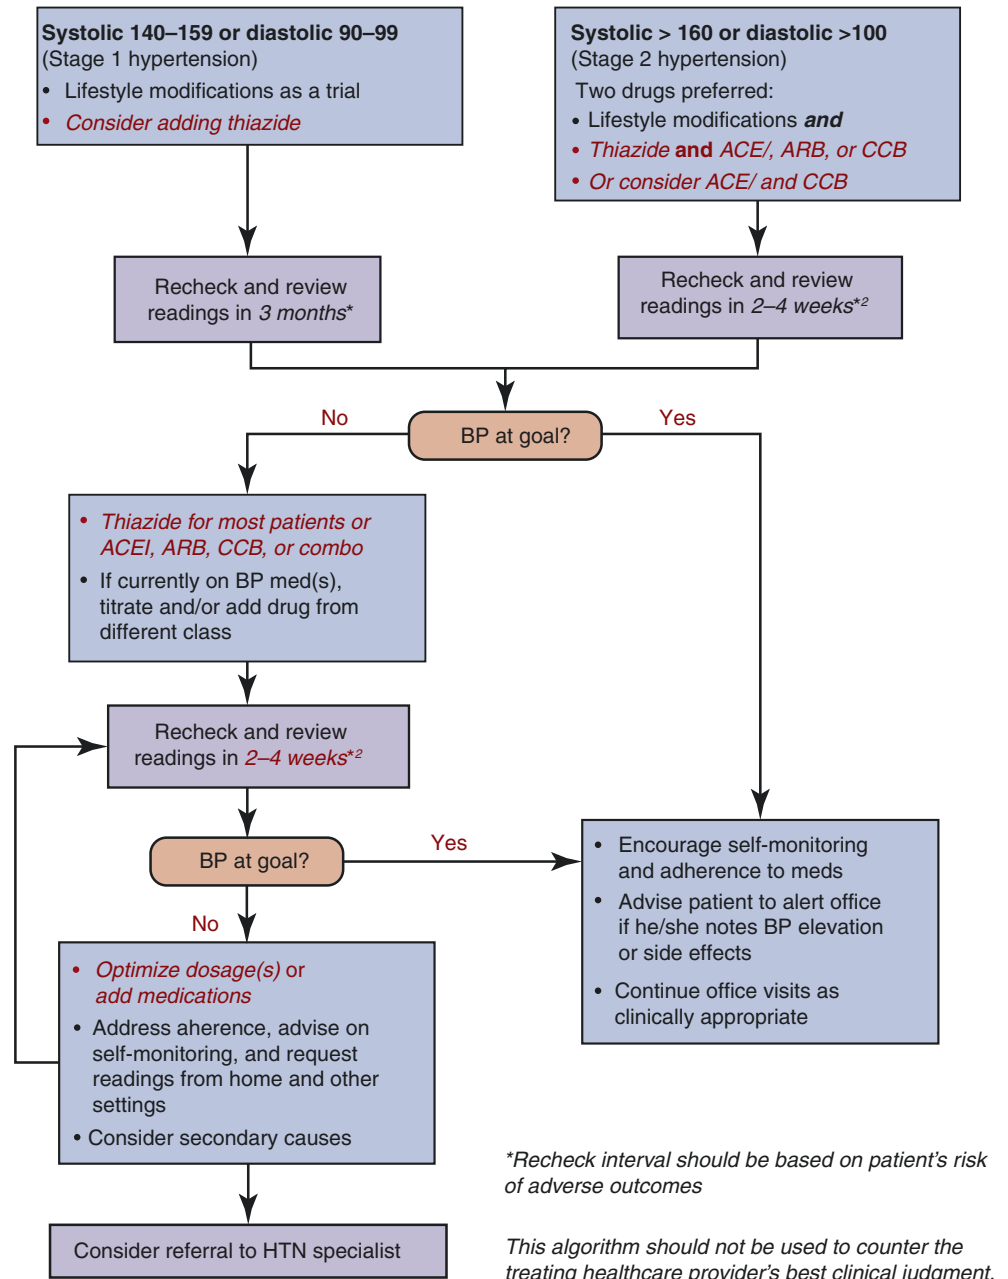 Systolic 140–159 or diastolic 90–99
(Stage 1 hypertension)
• Lifestyle modifications as a trial
• Consider adding thiazide
Systolic > 160 or diastolic >100
(Stage 2 hypertension)
Two drugs preferred:
• Lifestyle modifications and
• Thiazide and ACE/, ARB, or CCB
• Or consider ACE/ and CCB
Recheck and review
readings in 3 months*
Recheck and review
readings in 2–4 weeks*2
No
BP at goal?
Yes
• Thiazide for most patients or
ACEI, ARB, CCB, or combo
• If currently on BP med(s),
titrate and/or add drug from
different class
Recheck and review
readings in 2–4 weeks*2
BP at goal?
Yes
No
• Encourage self-monitoring
and adherence to meds
• Advise patient to alert office
if he/she notes BP elevation
or side effects
• Continue office visits as
clinically appropriate
• Optimize dosage(s) or
add medications
• Address aherence, advise on
self-monitoring, and request
readings from home and other
settings
• Consider secondary causes
Consider referral to HTN specialist
*Recheck interval should be based on patient's risk
of adverse outcomes
This algorithm should not be used to counter the
treating healthcare provider's best clinical judgment.